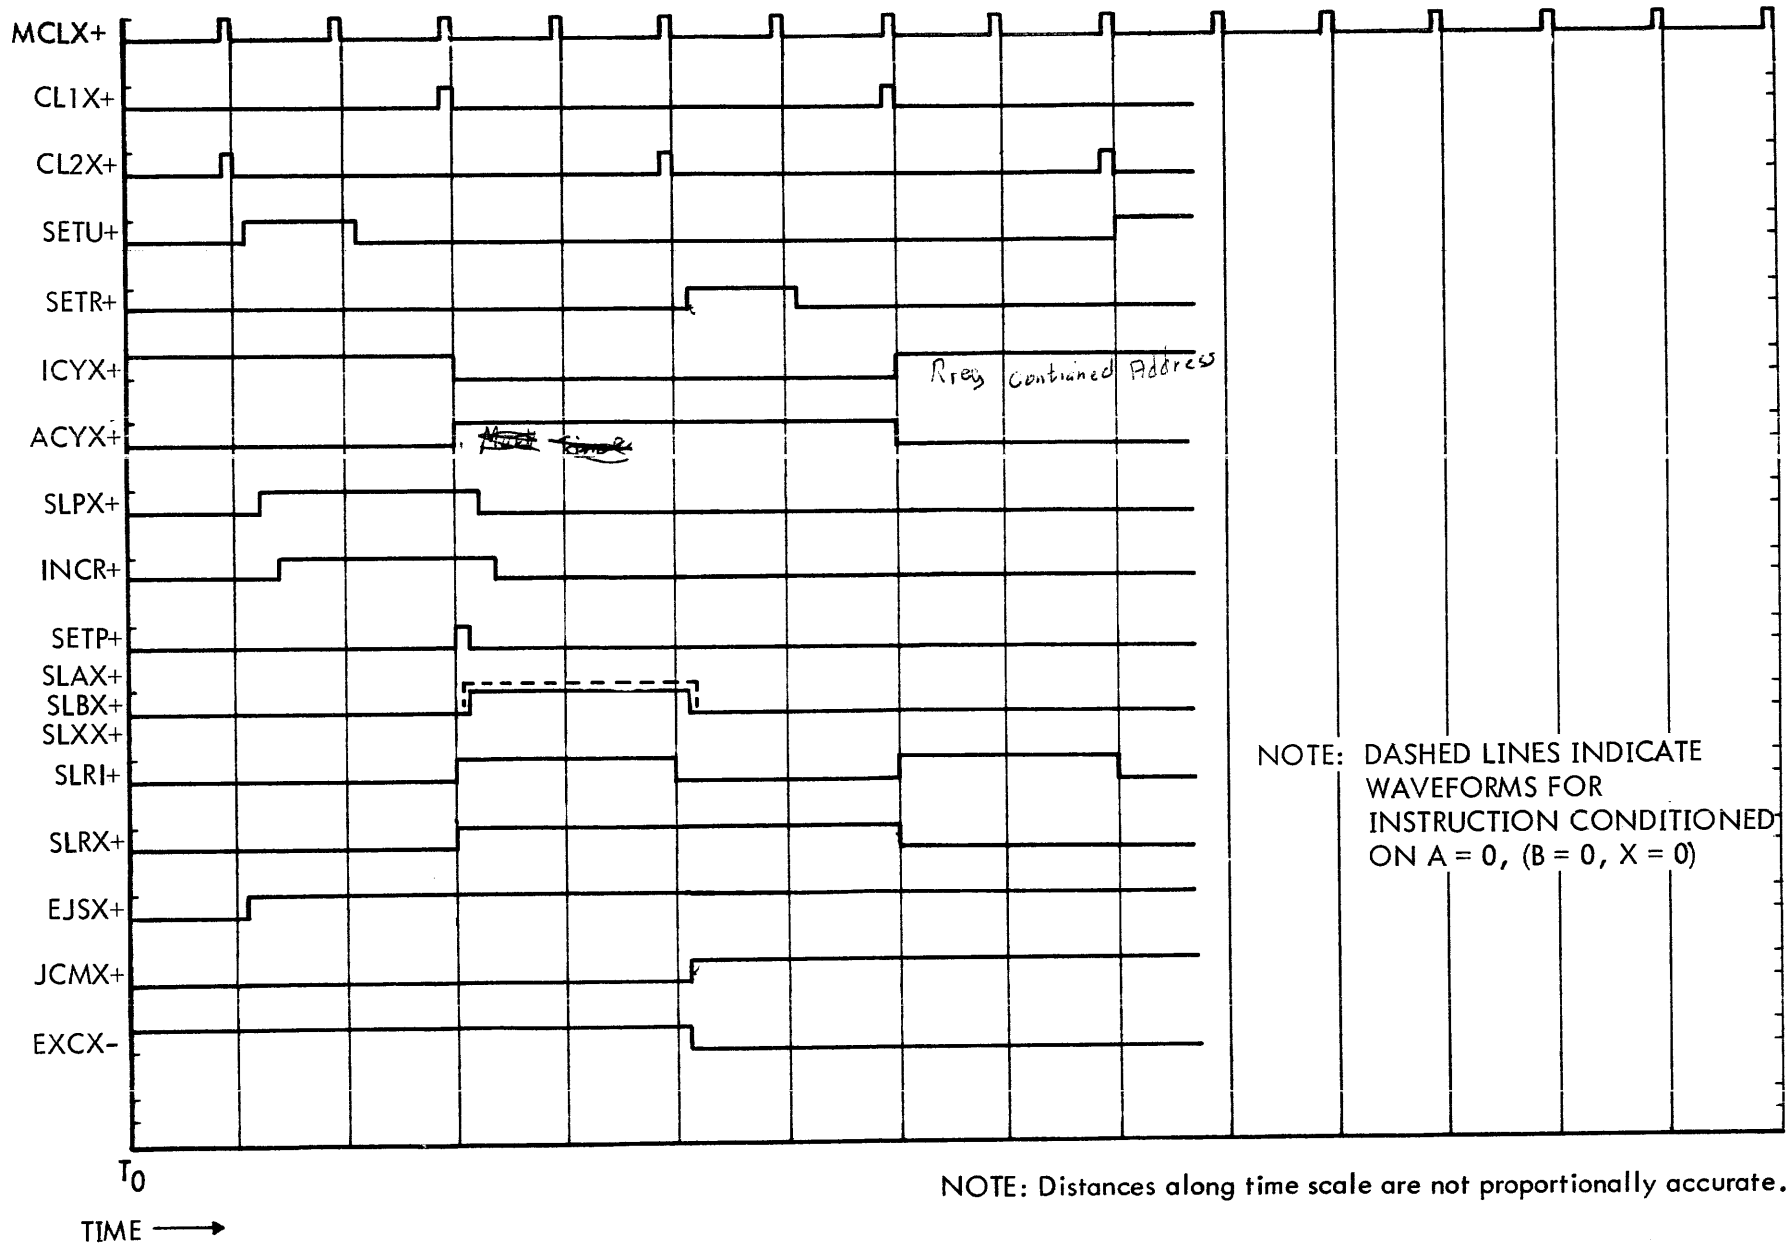 MCLX+
CL1X+
CL2X+
SETU+
SETR+
ICYX+
Rreg Contianed Address
ACYX+
SLPX+
INCR+
SETP+
SLAX+
SLBX+
SLXX+
SLRI+
SLRX+
EJSX+
JCMX+
EXCX-
NOTE: DASHED LINES INDICATE
WAVEFORMS FOR
INSTRUCTION CONDITIONED
ON A = 0, (B = 0, X = 0)
T0
NOTE: Distances along time scale are not proportionally accurate.
TIME